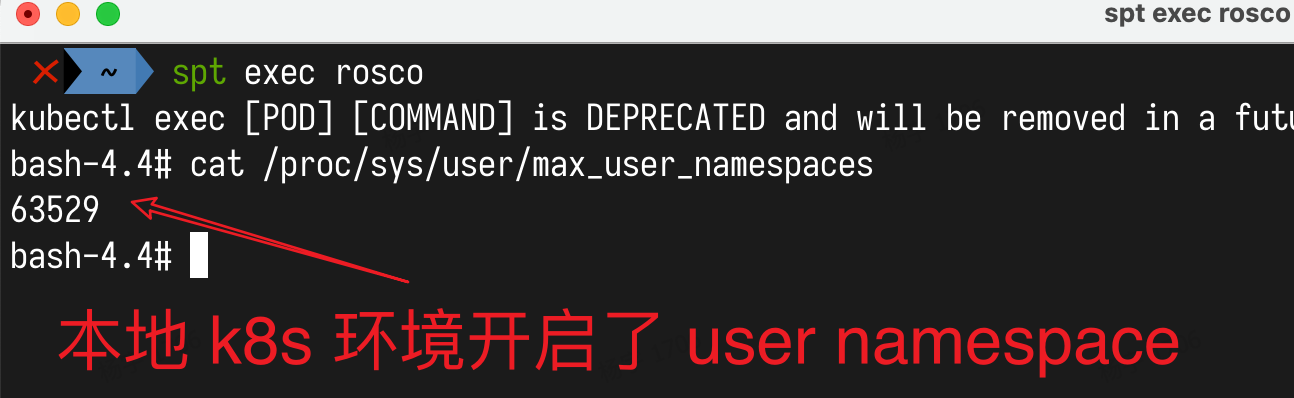 spt exec rosco
~ spt exec rosco
kubectl exec [POD] [COMMAND] is DEPRECATED and will be removed in a futu
bash-4.4# cat /proc/sys/user/max_user_namespaces
63529
bash-4.4#
本地 k8s 环境开启了 user namespace